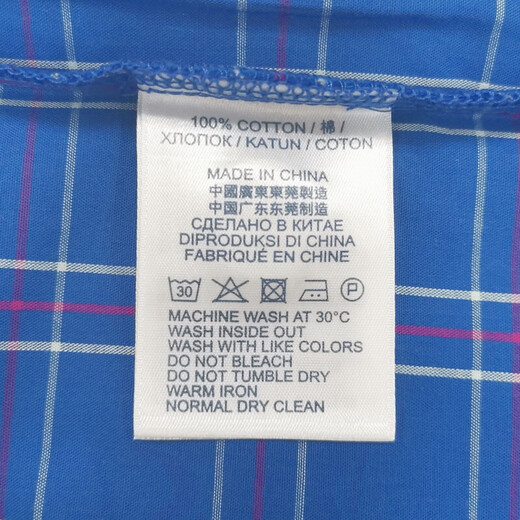 100% COTTON / 棉 /
ХЛОПОК / KATUN / COTON
MADE IN CHINA
中國廣東東莞製造
中国广东东莞制造
СДЕЛАНО В КИТАЕ
DIPRODUKSI DI CHINA
FABRIQUÉ EN CHINE
30 P
MACHINE WASH AT 30°C
WASH INSIDE OUT
WASH WITH LIKE COLORS
DO NOT BLEACH
DO NOT TUMBLE DRY
WARM IRON
NORMAL DRY CLEAN